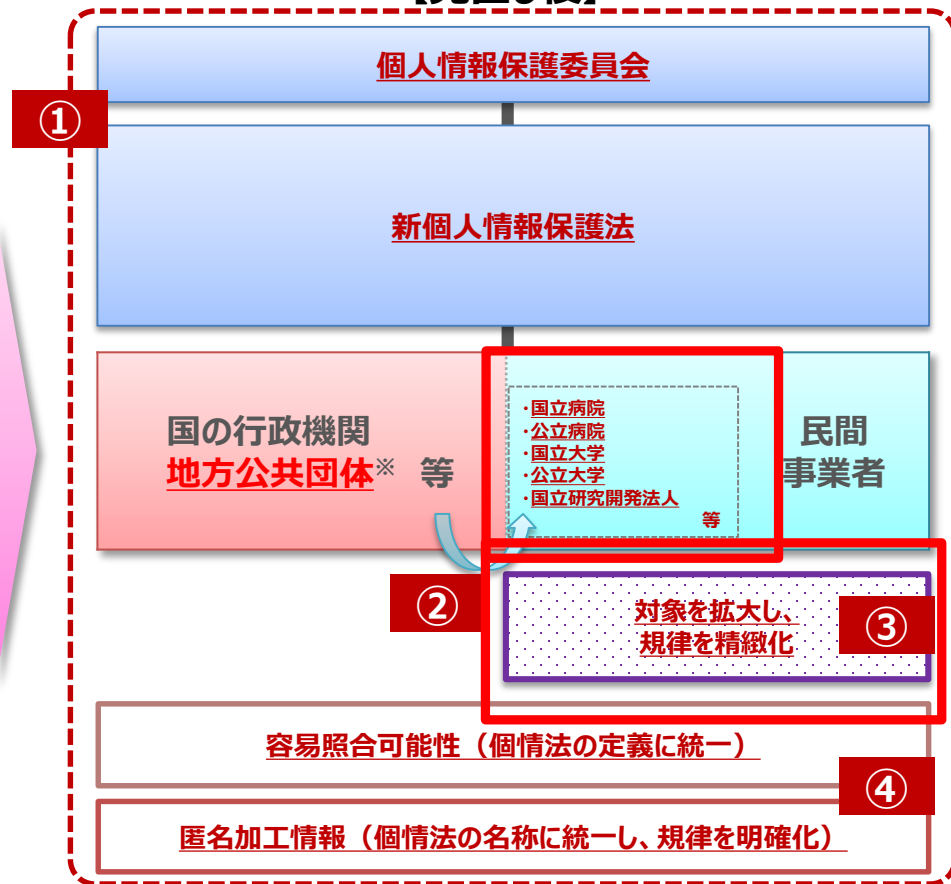 個人情報保護委員会
①
新個人情報保護法
国の行政機関
地方公共団体※ 等
・国立病院
・公立病院
・国立大学
・公立大学
・国立研究開発法人
等
民間
事業者
②
対象を拡大し、
規律を精緻化
③
容易照合可能性（個情法の定義に統一）
④
匿名加工情報（個情法の名称に統一し、規律を明確化）